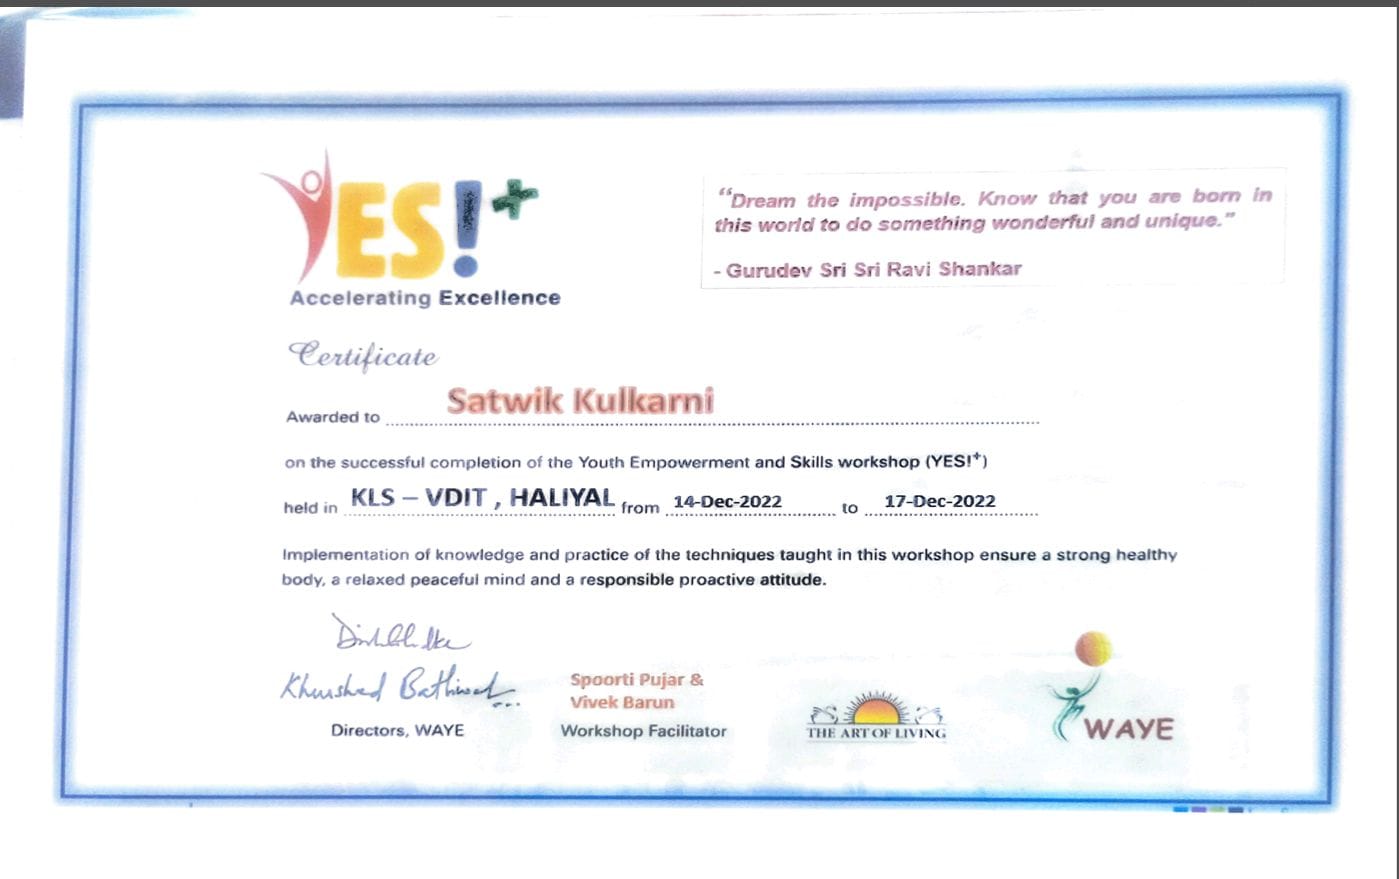 YES!+
Accelerating Excellence
“Dream the impossible. Know that you are born in
this world to do something wonderful and unique.”
- Gurudev Sri Sri Ravi Shankar
Certificate
Awarded to Satwik Kulkarni
on the successful completion of the Youth Empowerment and Skills workshop (YES!+)
held in KLS – VDIT , HALIYAL from 14-Dec-2022 to 17-Dec-2022
Implementation of knowledge and practice of the techniques taught in this workshop ensure a strong healthy
body, a relaxed peaceful mind and a responsible proactive attitude.
Khurshed
Directors, WAYE
Spoorti Pujar &
Vivek Barun
Workshop Facilitator
THE ART OF LIVING
WAYE